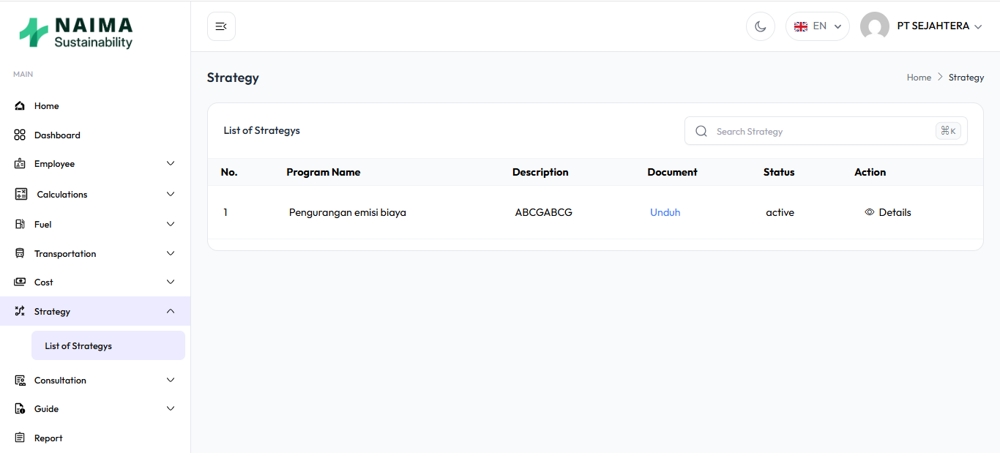 NAIMA
Sustainability
EN
PT SEJAHTERA
MAIN
Home
Dashboard
Employee
Calculations
Fuel
Transportation
Cost
Strategy
List of Strategys
Consultation
Guide
Report
Strategy
Home Strategy
List of Strategys
Search Strategy
⌘K
No. Program Name Description Document Status Action
1 Pengurangan emisi biaya ABCGABCG Unduh active Details